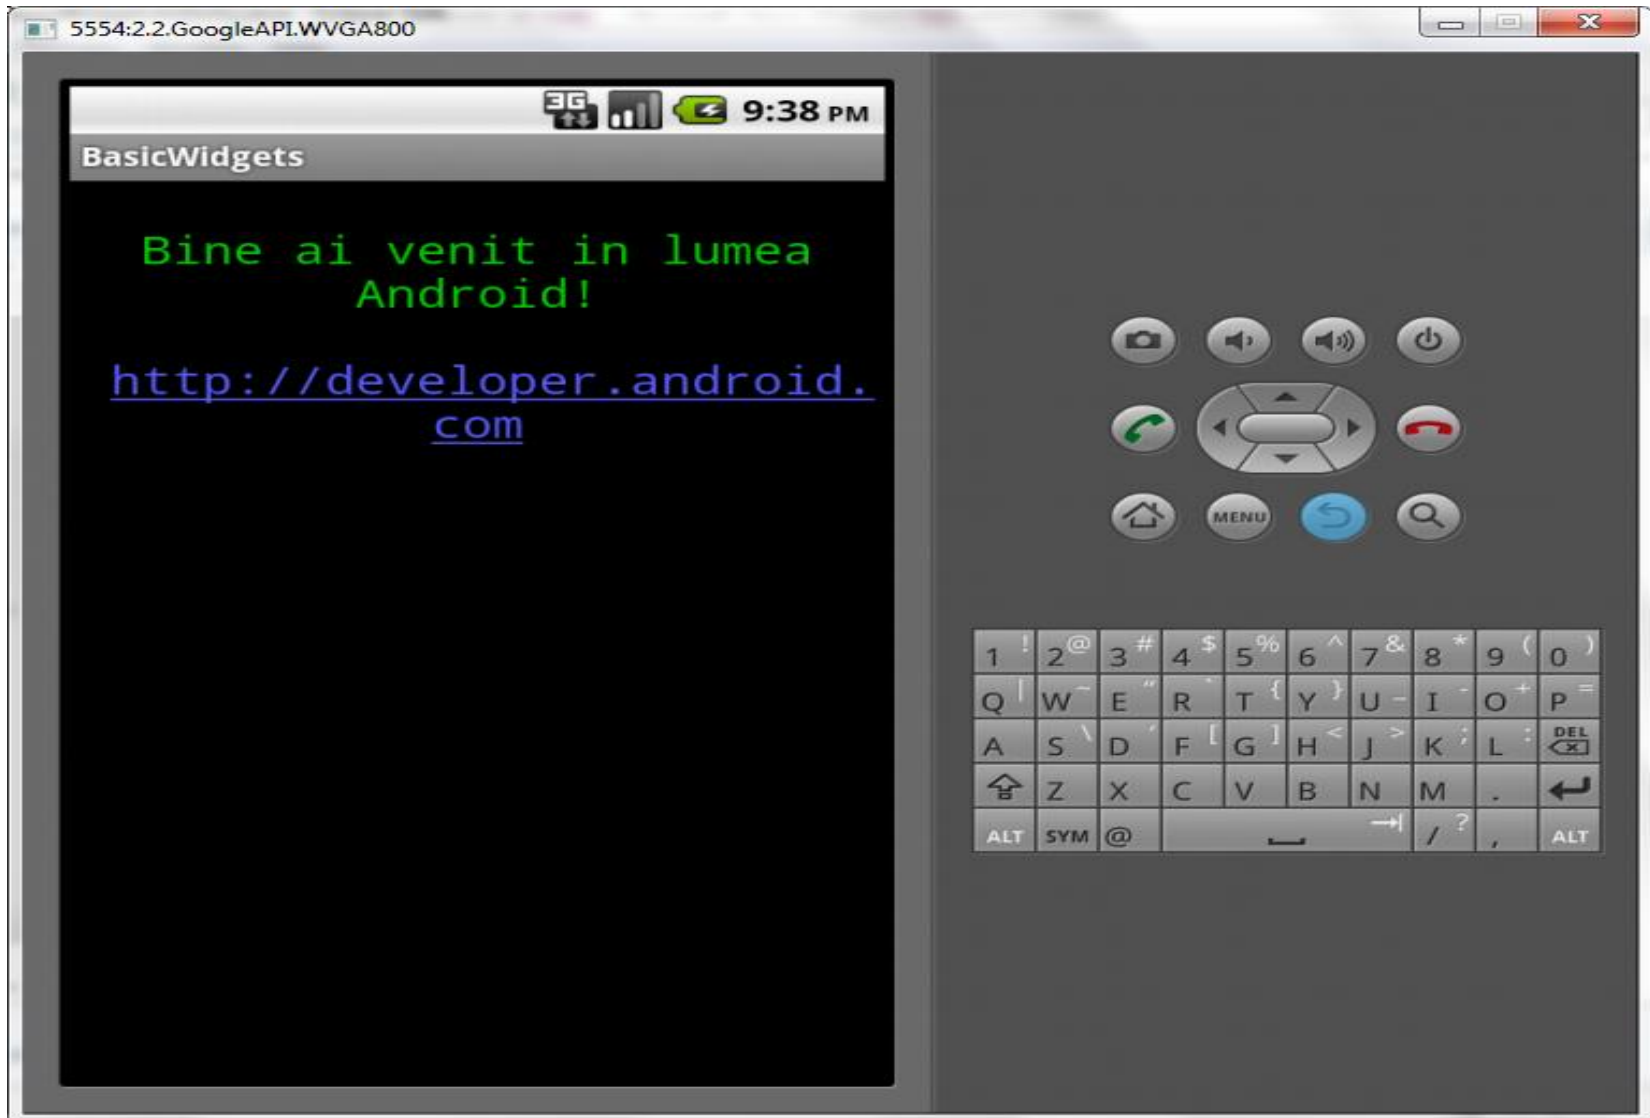 5554:2.2.GoogleAPI.WVGA800
3G 9:38 PM
BasicWidgets
Bine ai venit in lumea
Android!
http://developer.android.
com
MENU
1 ! 2 @ 3 # 4 $ 5 % 6 ^ 7 & 8 * 9 ( 0 )
Q | W ~ E " R ` T { Y } U _ I - O + P =
A S \ D ' F [ G ] H < J > K ; L : DEL
Z X C V B N M .
ALT SYM @ / ? , ALT